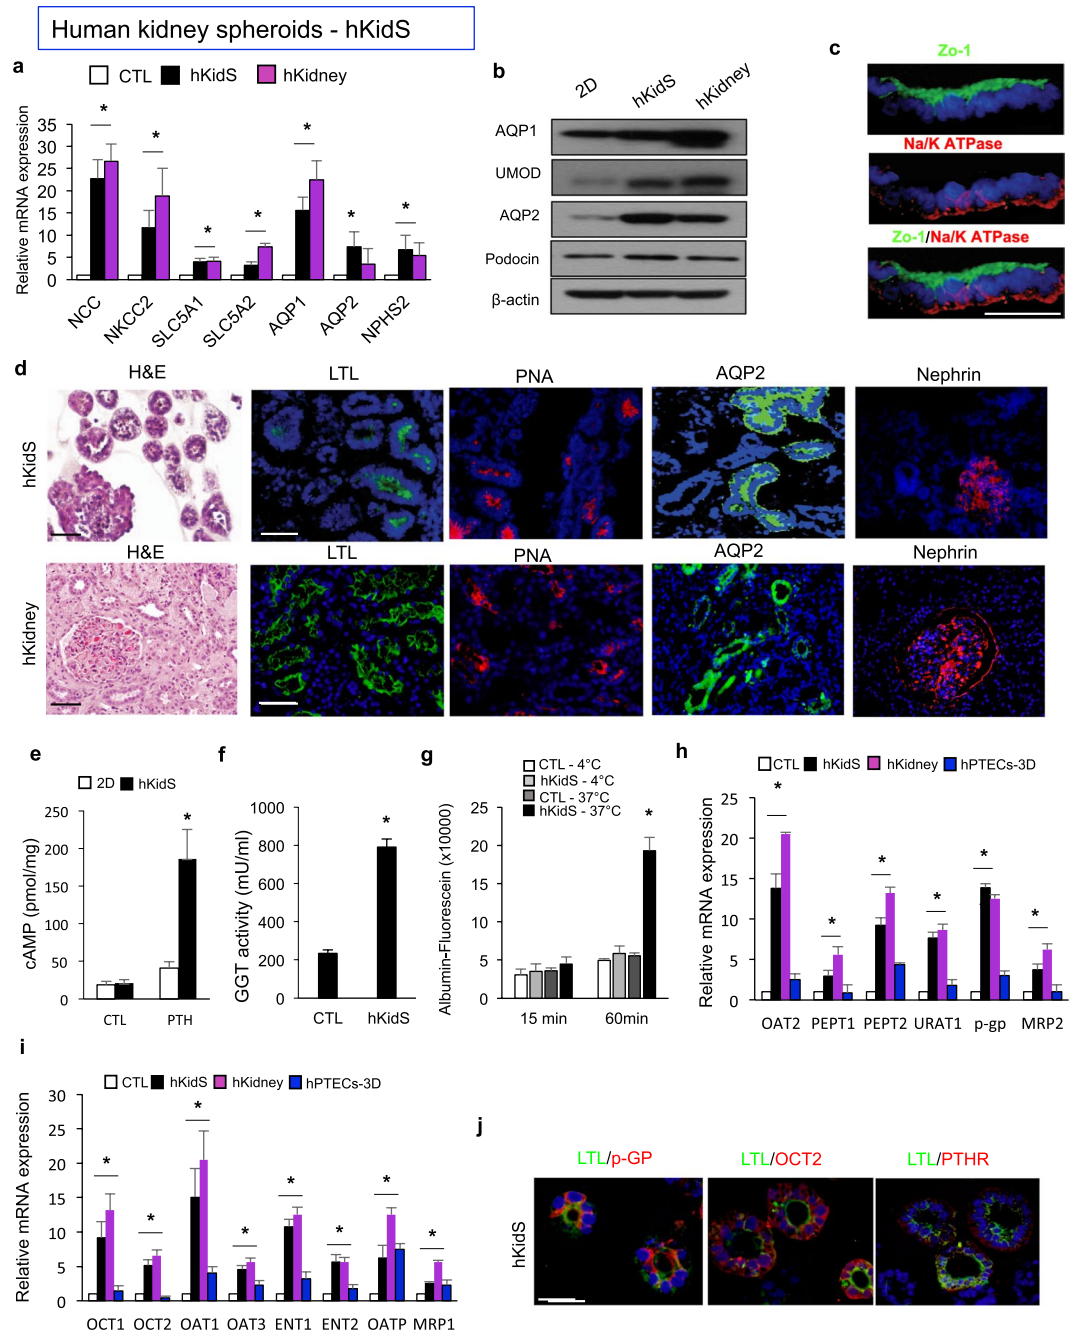 Human kidney spheroids - hKidS
a
CTL hKidS hKidney
Relative mRNA expression
35
30
25
20
15
10
5
0
* * * * * * *
NCC NKCC2 SLC5A1 SLC5A2 AQP1 AQP2 NPHS2
b
2D hKidS hKidney
AQP1
UMOD
AQP2
Podocin
β-actin
c
Zo-1
Na/K ATPase
Zo-1/Na/K ATPase
d
H&E LTL PNA AQP2 Nephrin
hKidS
H&E LTL PNA AQP2 Nephrin
hKidney
e
2D hKidS
cAMP (pmol/mg)
250
200
150
100
50
0
*
CTL PTH
f
GGT activity (mU/ml)
1000
800
600
400
200
0
*
CTL hKidS
g
CTL - 4°C
hKidS - 4°C
CTL - 37°C
hKidS - 37°C
Albumin-Fluorescein (x10000)
25
20
15
10
5
0
*
15 min 60min
h
CTL hKidS hKidney hPTECs-3D
Relative mRNA expression
25
20
15
10
5
0
* * * * * *
OAT2 PEPT1 PEPT2 URAT1 p-gp MRP2
i
CTL hKidS hKidney hPTECs-3D
Relative mRNA expression
30
25
20
15
10
5
0
* * * * * * *
OCT1 OCT2 OAT1 OAT3 ENT1 ENT2 OATP MRP1
j
LTL/p-GP LTL/OCT2 LTL/PTHR
hKidS